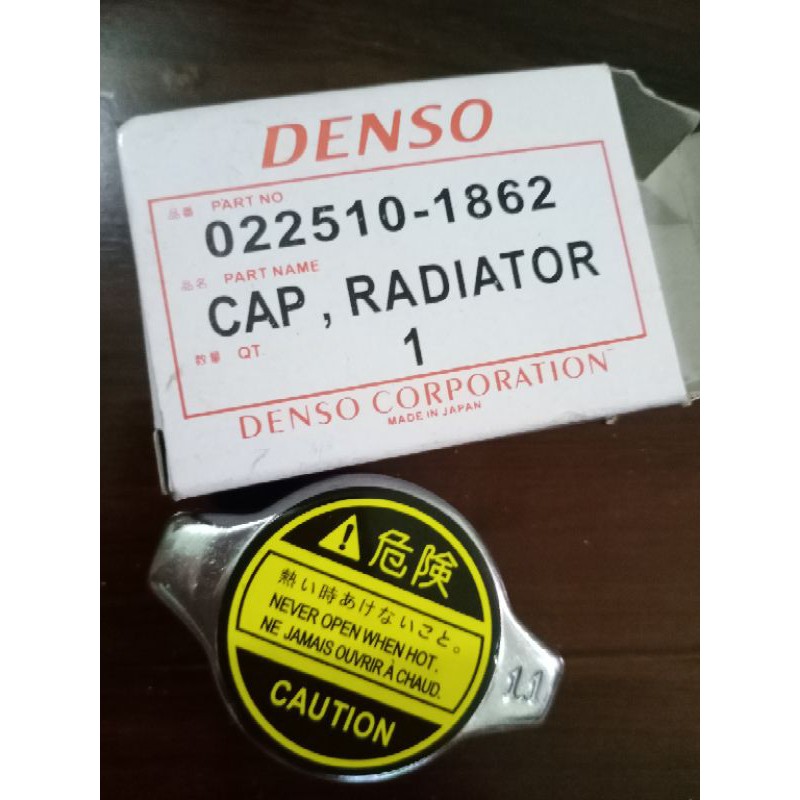 DENSO
品番 PART NO
022510-1862
品名 PART NAME
CAP , RADIATOR
数量 QT
1
DENSO CORPORATION
MADE IN JAPAN
危険
熱い時あけないこと。
NEVER OPEN WHEN HOT.
NE JAMAIS OUVRIR À CHAUD.
CAUTION
1.1